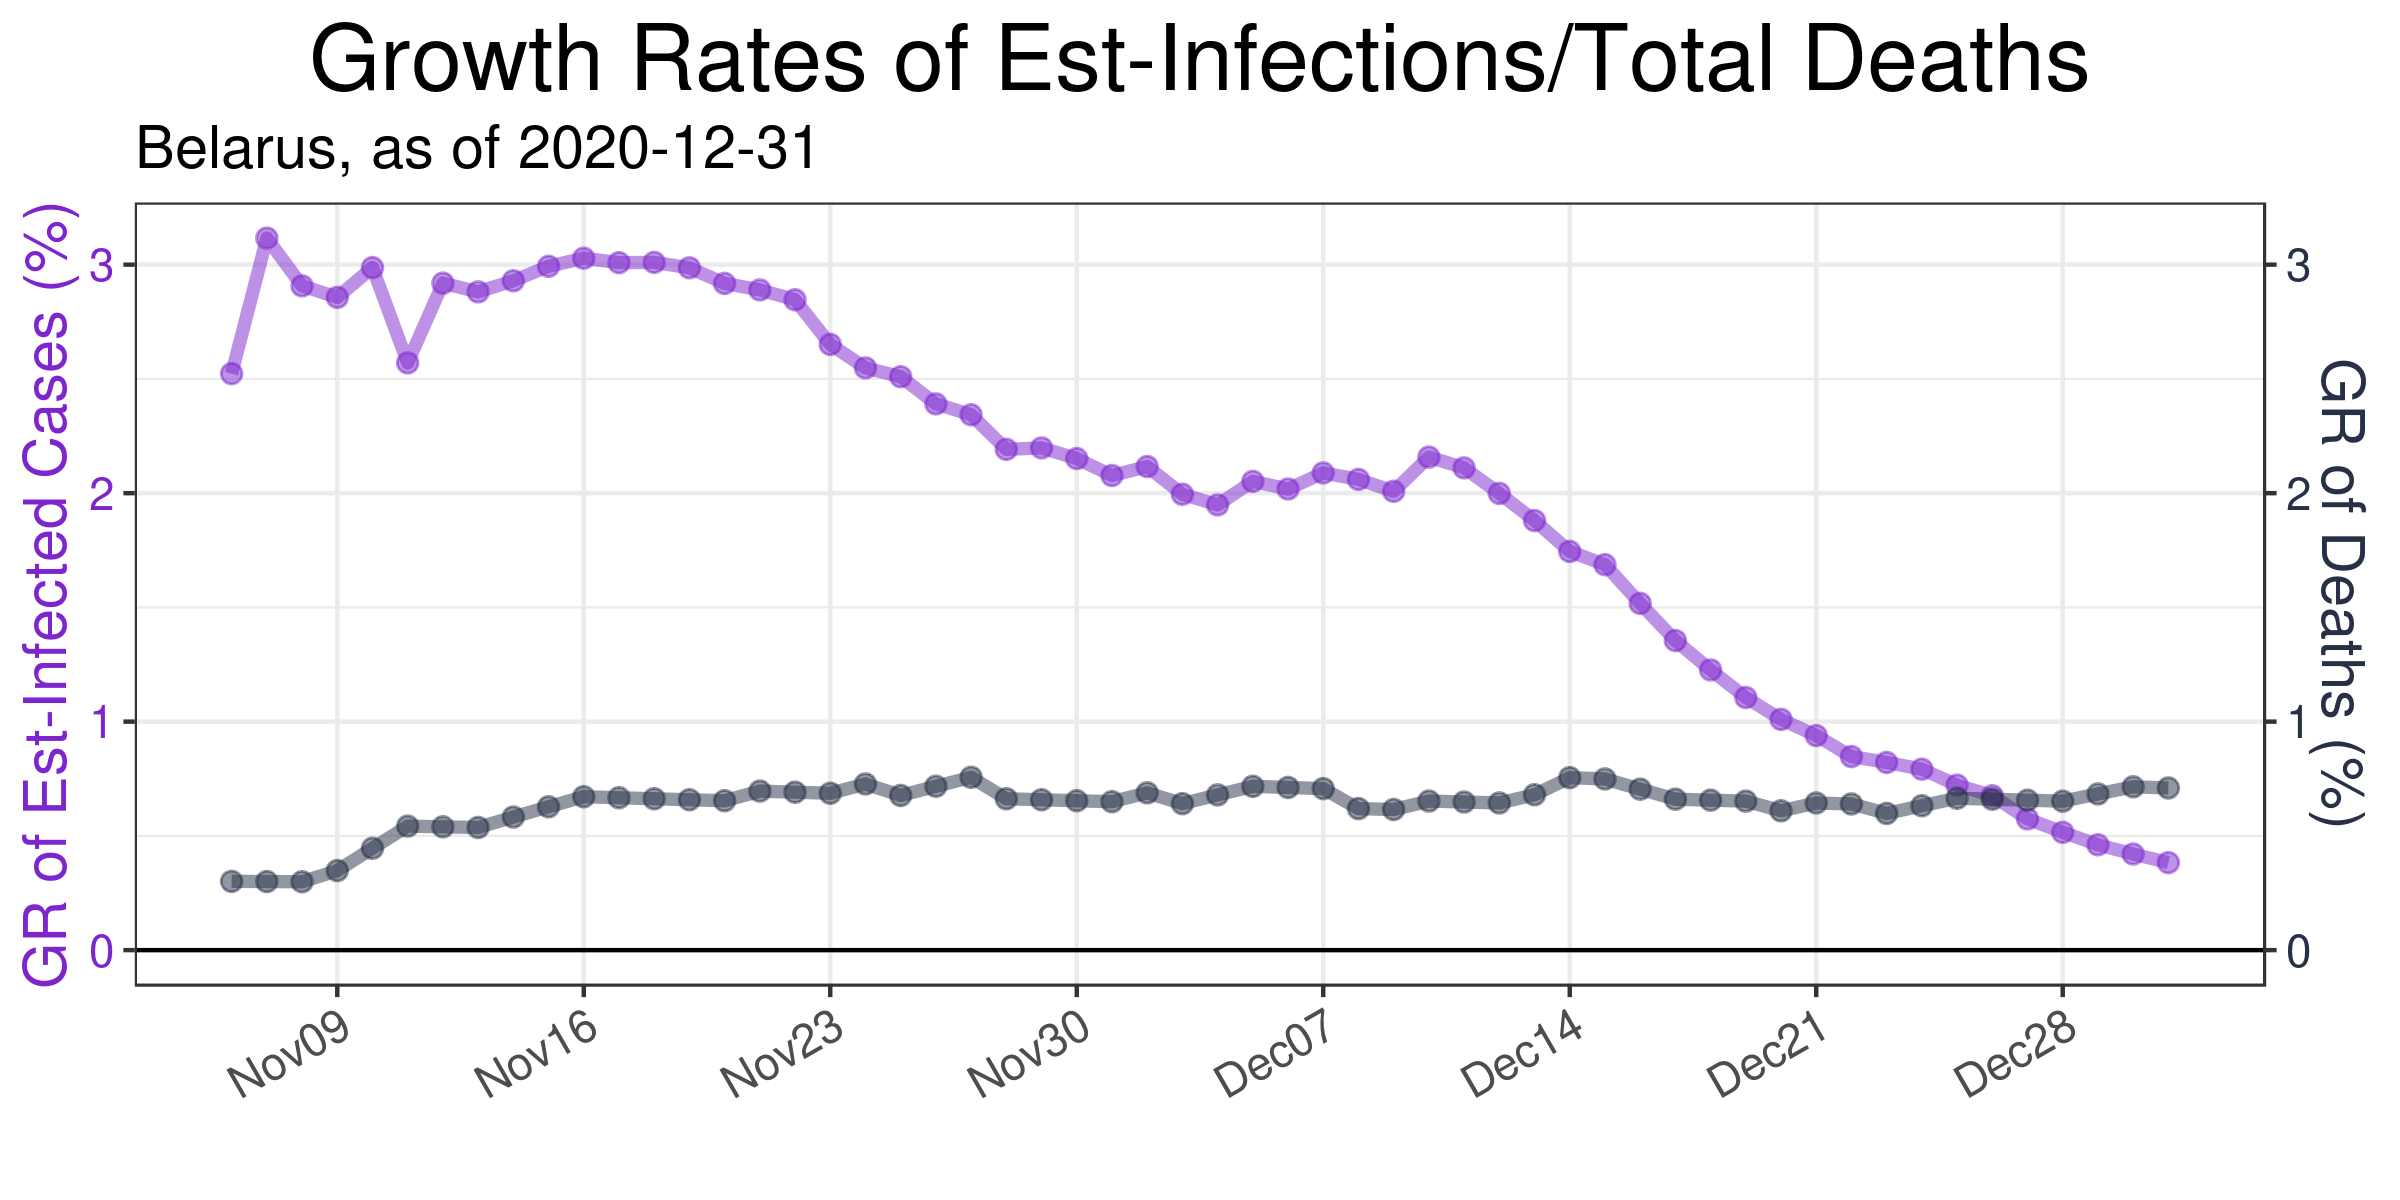 Growth Rates of Est-Infections/Total Deaths
Belarus, as of 2020-12-31
GR of Est-Infected Cases (%)
3
2
1
0
3
2
1
0
GR of Deaths (%)
Nov09 Nov16 Nov23 Nov30 Dec07 Dec14 Dec21 Dec28